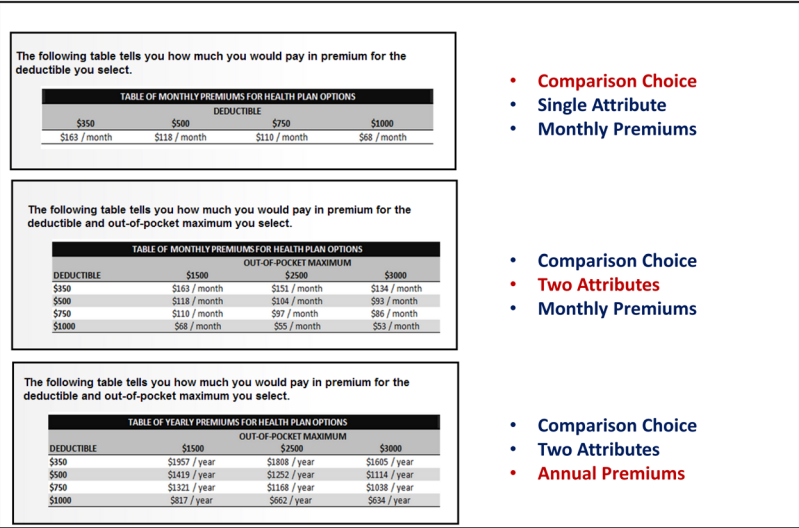 The following table tells you how much you would pay in premium for the
deductible you select.
TABLE OF MONTHLY PREMIUMS FOR HEALTH PLAN OPTIONS
DEDUCTIBLE
$350 $500 $750 $1000
$163 / month $118 / month $110 / month $68 / month
• Comparison Choice
• Single Attribute
• Monthly Premiums
The following table tells you how much you would pay in premium for the
deductible and out-of-pocket maximum you select.
TABLE OF MONTHLY PREMIUMS FOR HEALTH PLAN OPTIONS
OUT-OF-POCKET MAXIMUM
DEDUCTIBLE $1500 $2500 $3000
$350 $163 / month $151 / month $134 / month
$500 $118 / month $104 / month $93 / month
$750 $110 / month $97 / month $86 / month
$1000 $68 / month $55 / month $53 / month
• Comparison Choice
• Two Attributes
• Monthly Premiums
The following table tells you how much you would pay in premium for the
deductible and out-of-pocket maximum you select.
TABLE OF YEARLY PREMIUMS FOR HEALTH PLAN OPTIONS
OUT-OF-POCKET MAXIMUM
DEDUCTIBLE $1500 $2500 $3000
$350 $1957 / year $1808 / year $1605 / year
$500 $1419 / year $1252 / year $1114 / year
$750 $1321 / year $1168 / year $1038 / year
$1000 $817 / year $662 / year $634 / year
• Comparison Choice
• Two Attributes
• Annual Premiums